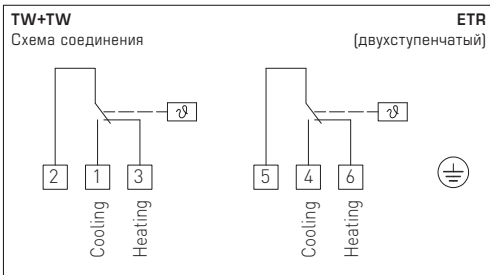 TW+TW
ETR
Схема соединения
(двухступенчатый)
ϑ
ϑ
2
1
3
5
4
6
Cooling
Heating
Cooling
Heating